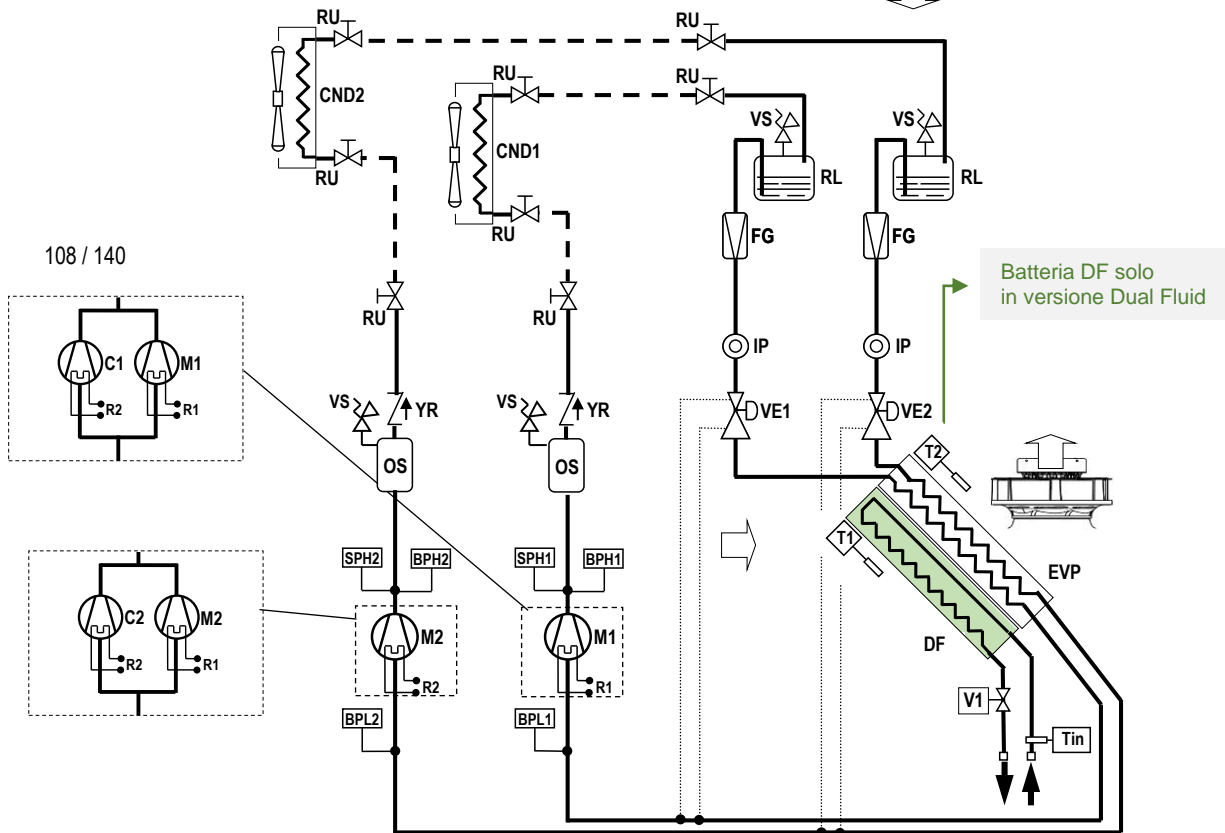 RU
RU
CND2
RU
RU
RU
CND1
VS
VS
RU
RL
RL
FG
FG
108 / 140
Batteria DF solo
in versione Dual Fluid
RU
RU
IP
IP
C1
M1
R2
R1
VS
YR
VS
YR
VE1
VE2
OS
OS
T2
T1
SPH2
BPH2
SPH1
BPH1
EVP
C2
M2
M2
M1
DF
R2
R1
R2
R1
V1
BPL2
BPL1
Tin